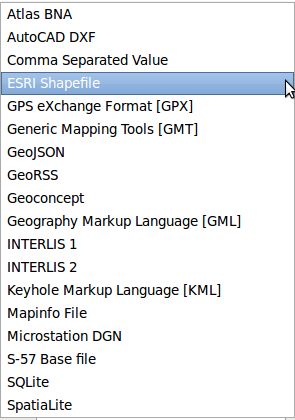 Atlas BNA
AutoCAD DXF
Comma Separated Value
ESRI Shapefile
GPS eXchange Format [GPX]
Generic Mapping Tools [GMT]
GeoJSON
GeoRSS
Geoconcept
Geography Markup Language [GML]
INTERLIS 1
INTERLIS 2
Keyhole Markup Language [KML]
Mapinfo File
Microstation DGN
S-57 Base file
SQLite
SpatiaLite